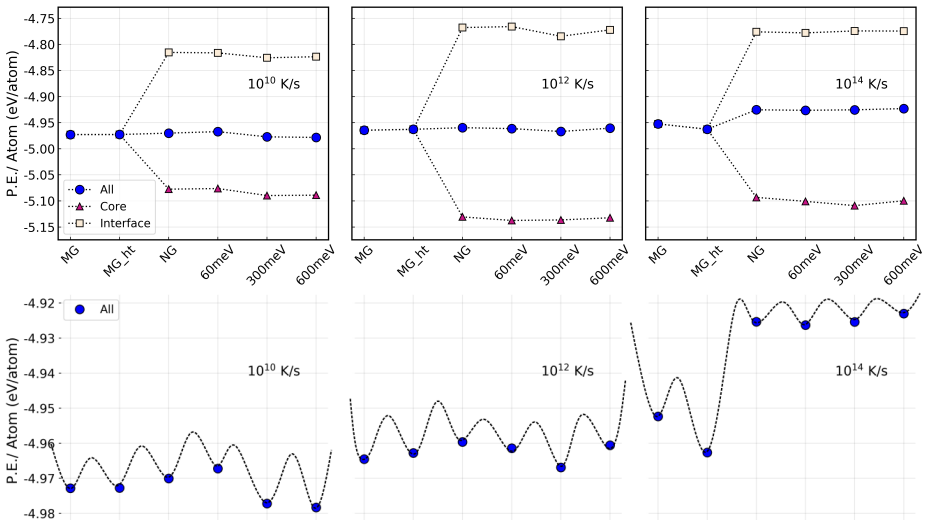 P.E./ Atom (eV/atom)
-4.75
-4.80
-4.85
-4.90
-4.95
-5.00
-5.05
-5.10
-5.15
10¹⁰ K/s
All
Core
Interface
MG
MG_ht
NG
60meV
300meV
600meV
10¹² K/s
MG
MG_ht
NG
60meV
300meV
600meV
10¹⁴ K/s
MG
MG_ht
NG
60meV
300meV
600meV
P.E./ Atom (eV/atom)
-4.92
-4.93
-4.94
-4.95
-4.96
-4.97
-4.98
All
10¹⁰ K/s
10¹² K/s
10¹⁴ K/s